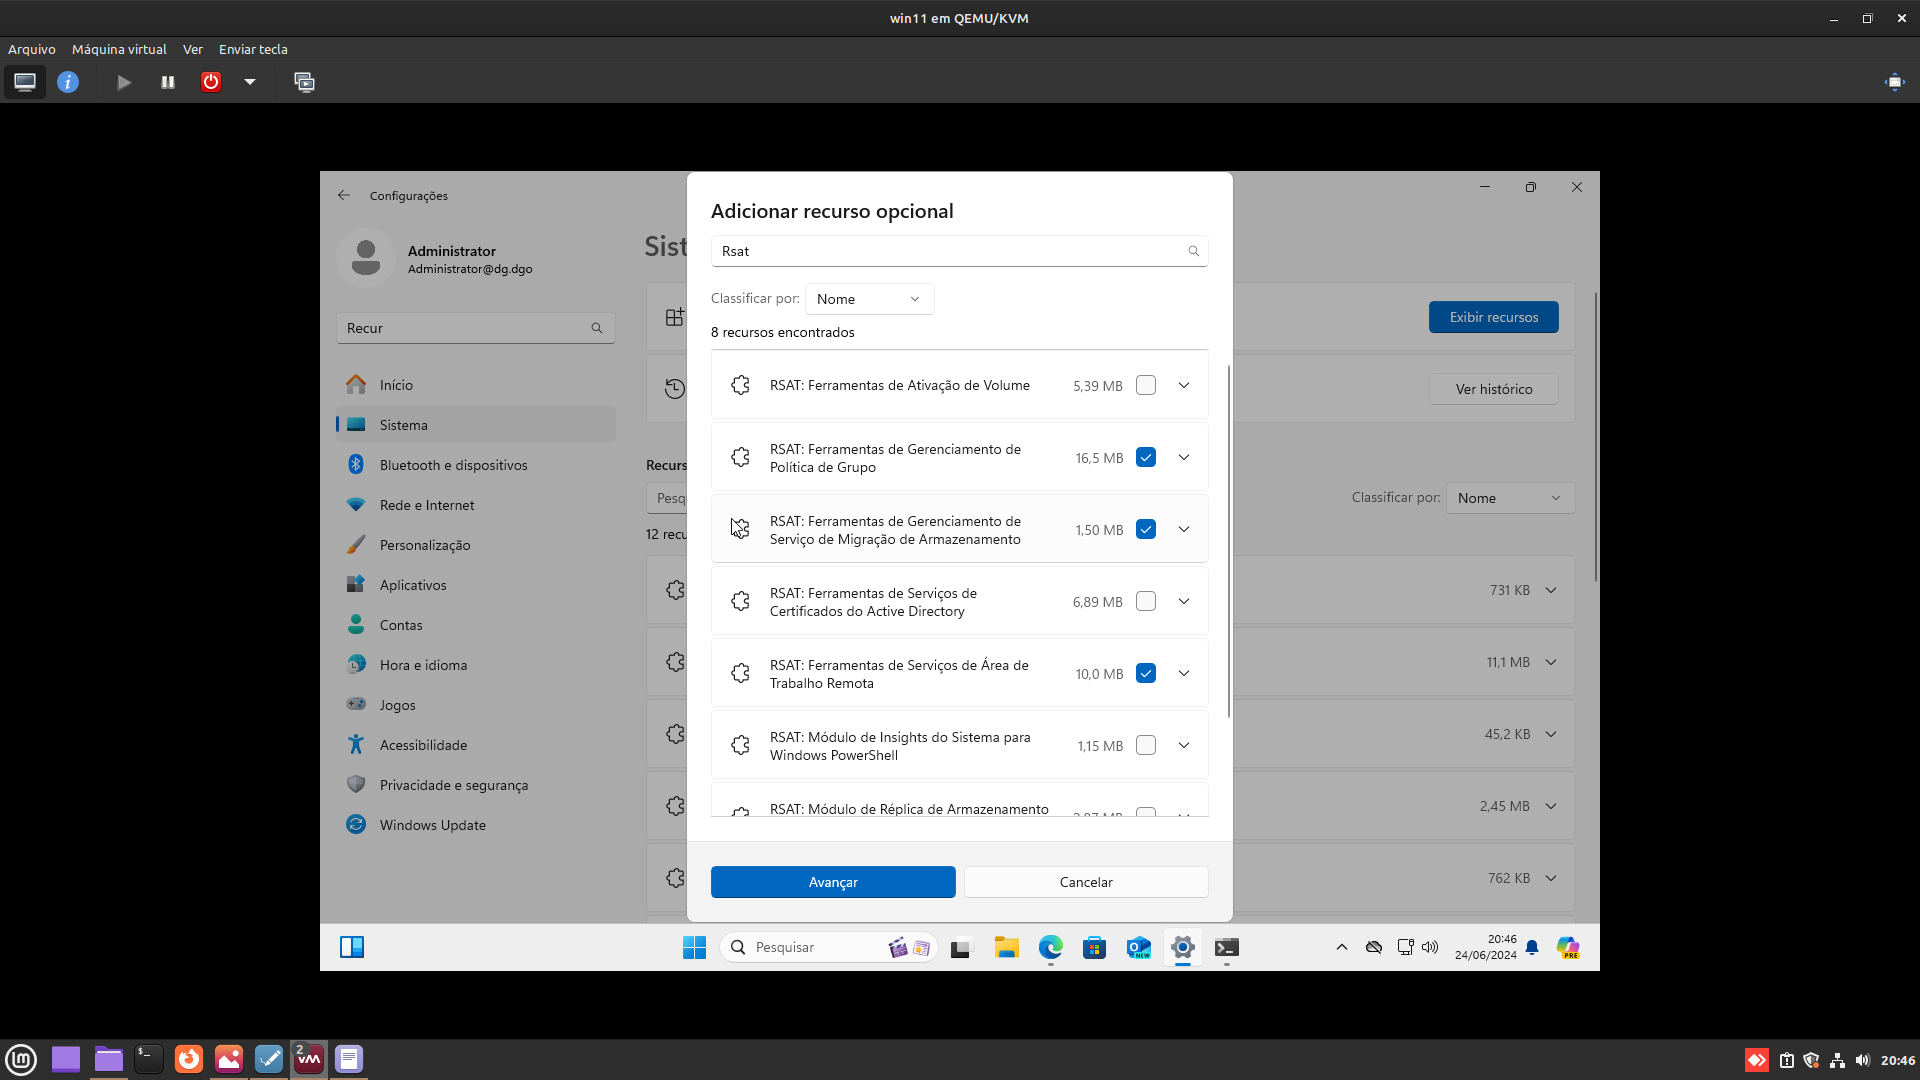 win11 em QEMU/KVM
Arquivo
Máquina virtual
Ver
Enviar tecla
Configurações
Administrator
Administrator@dg.dgo
Recur
Início
Sistema
Bluetooth e dispositivos
Rede e Internet
Personalização
Aplicativos
Contas
Hora e idioma
Jogos
Acessibilidade
Privacidade e segurança
Windows Update
Sist
Exibir recursos
Ver histórico
Recurs
Pesq
Classificar por:
Nome
12 recu
731 KB
11,1 MB
45,2 KB
2,45 MB
762 KB
Adicionar recurso opcional
Rsat
Classificar por:
Nome
8 recursos encontrados
RSAT: Ferramentas de Ativação de Volume
5,39 MB
RSAT: Ferramentas de Gerenciamento de
Política de Grupo
16,5 MB
RSAT: Ferramentas de Gerenciamento de
Serviço de Migração de Armazenamento
1,50 MB
RSAT: Ferramentas de Serviços de
Certificados do Active Directory
6,89 MB
RSAT: Ferramentas de Serviços de Área de
Trabalho Remota
10,0 MB
RSAT: Módulo de Insights do Sistema para
Windows PowerShell
1,15 MB
RSAT: Módulo de Réplica de Armazenamento
Avançar
Cancelar
Pesquisar
NEW
20:46
24/06/2024
PRE
2
20:46